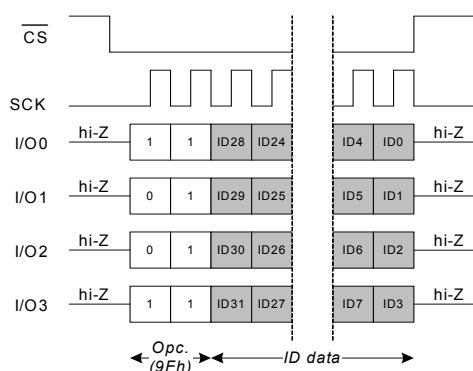 CS
SCK
I/O0 hi-Z 1 1 ID28 ID24 ID4 ID0 hi-Z
I/O1 hi-Z 0 1 ID29 ID25 ID5 ID1 hi-Z
I/O2 hi-Z 0 1 ID30 ID26 ID6 ID2 hi-Z
I/O3 hi-Z 1 1 ID31 ID27 ID7 ID3 hi-Z
Opc. ID data
(9Eh)